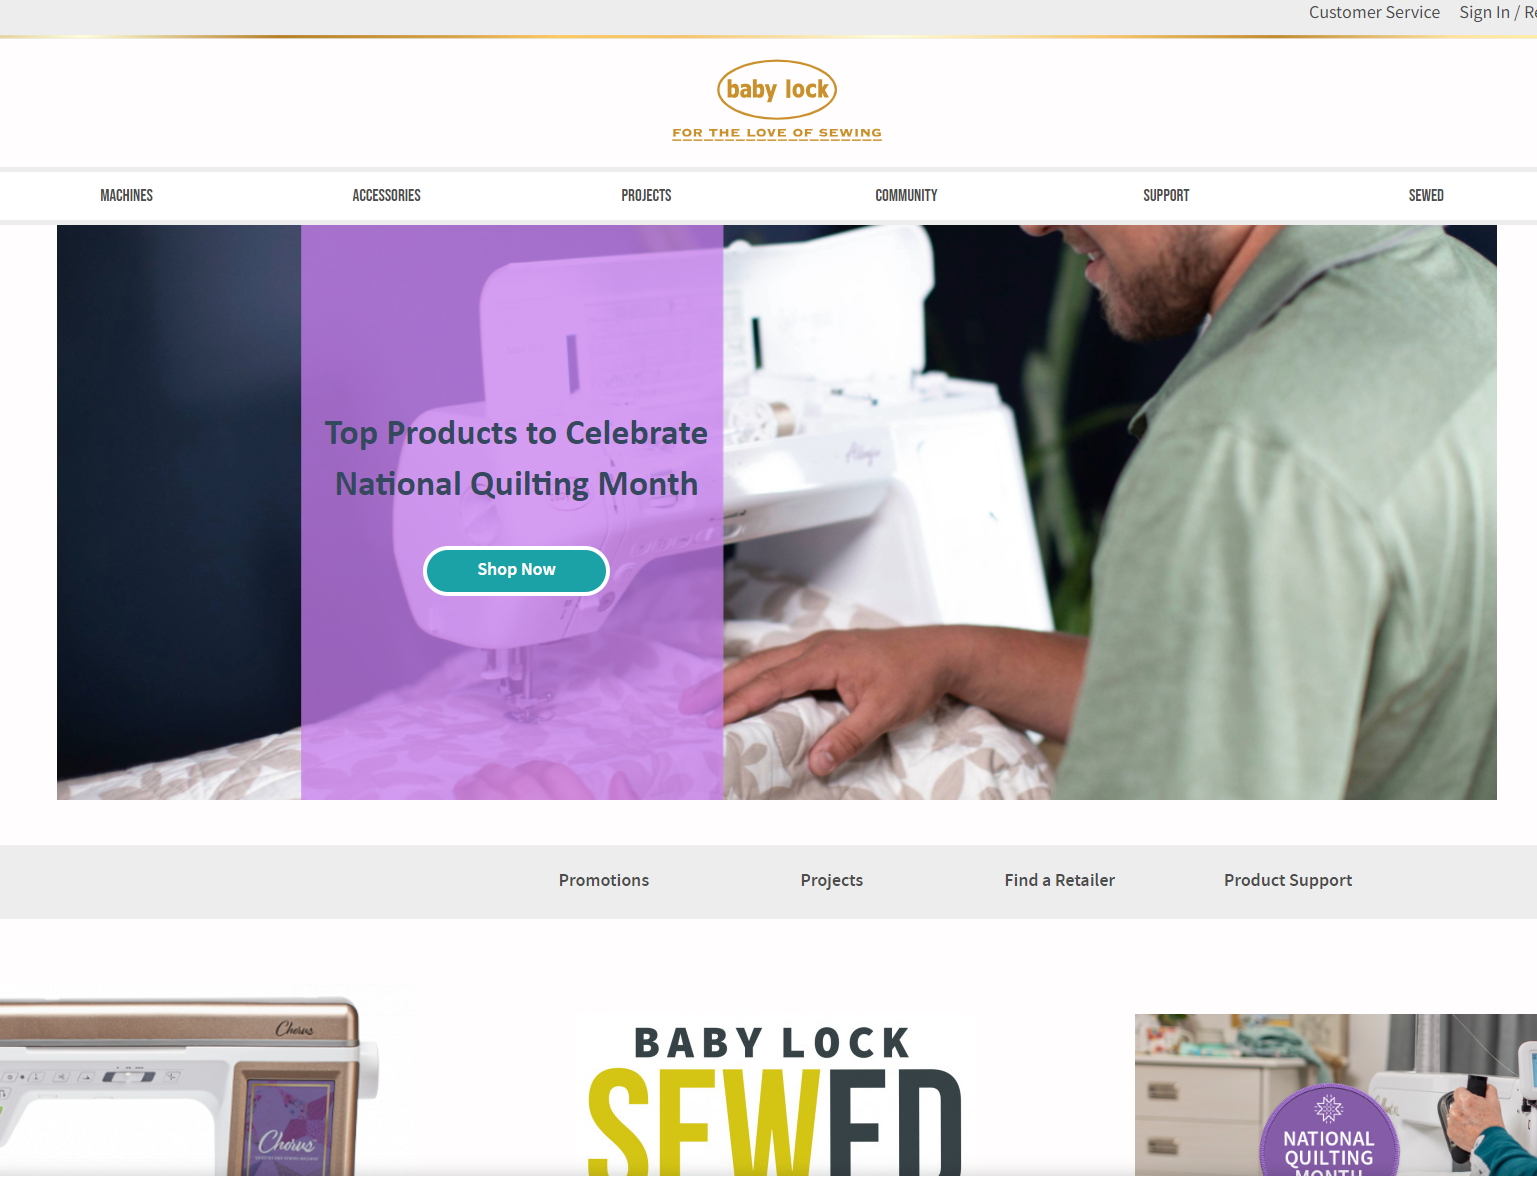 Customer Service Sign In / Re
baby lock
FOR THE LOVE OF SEWING
MACHINES ACCESSORIES PROJECTS COMMUNITY SUPPORT SEWED
Top Products to Celebrate
National Quilting Month
Shop Now
Allegro
Promotions Projects Find a Retailer Product Support
Chorus
Chorus
BABY LOCK
SEWED
NATIONAL
QUILTING
MONTH